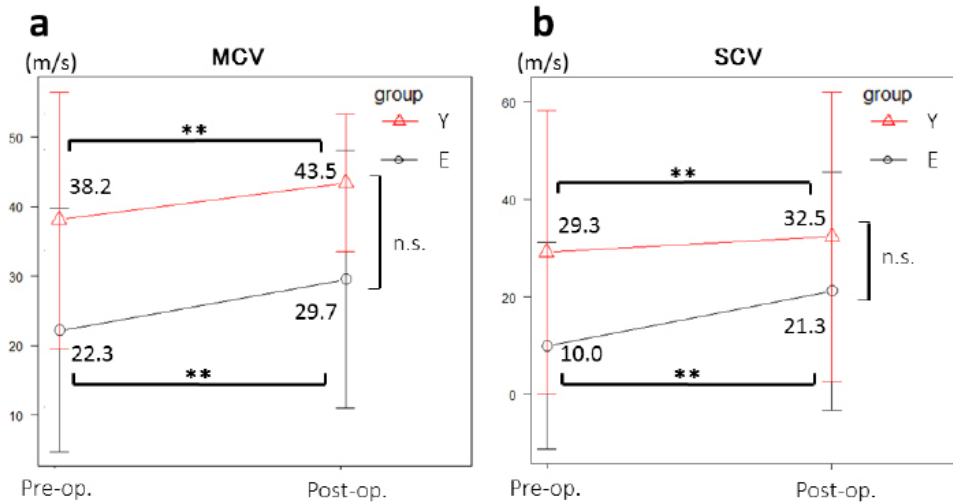 a
MCV
(m/s)
group
Y
E
50
40
30
20
10
**
38.2
43.5
n.s.
22.3
29.7
**
Pre-op.
Post-op.
b
SCV
(m/s)
group
Y
E
60
40
20
0
**
29.3
32.5
n.s.
10.0
21.3
**
Pre-op.
Post-op.